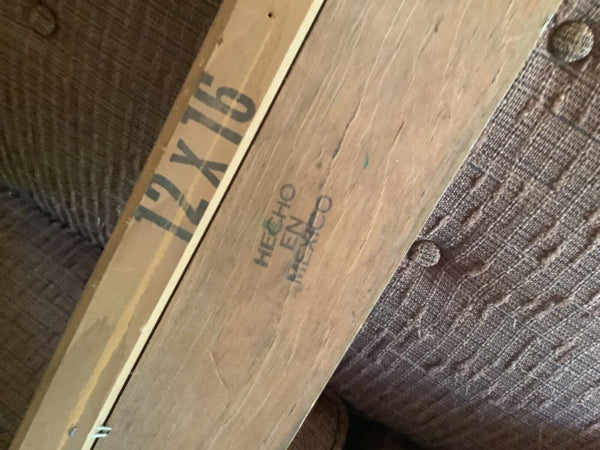 12 x 16
HECHO
EN
MEXICO